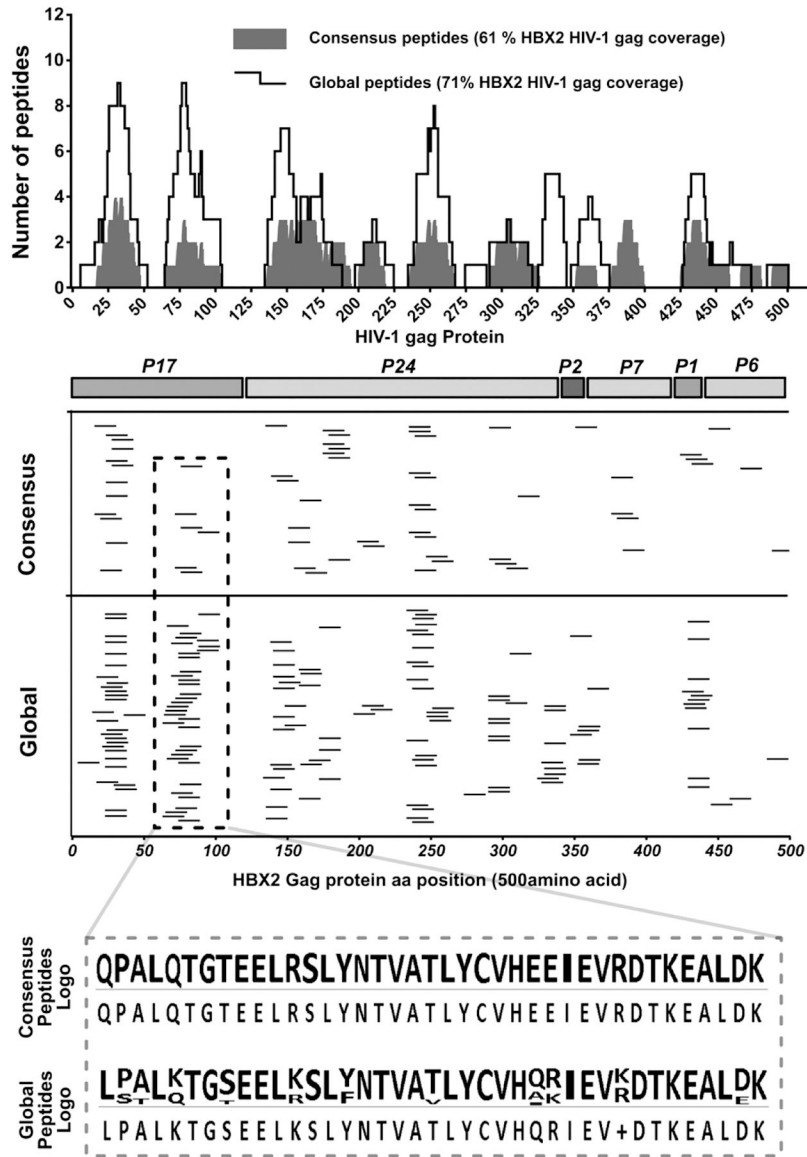 Consensus peptides (61 % HBX2 HIV-1 gag coverage)
Global peptides (71% HBX2 HIV-1 gag coverage)
Number of peptides
12
10
8
6
4
2
0
0 25 50 75 100 125 150 175 200 225 250 275 300 325 350 375 400 425 450 475 500
HIV-1 gag Protein
P17 P24 P2 P7 P1 P6
Consensus
Global
0 50 100 150 200 250 300 350 400 450 500
HBX2 Gag protein aa position (500amino acid)
Consensus
Peptides
Logo
QPALQTGTEELRSLYNTVATLYCVHEEIEVRDTKEALDK
QPALQTGTEELRSLYNTVATLYCVHEEIEVRDTKEALDK
Global
Peptides
Logo
LPALKTGSEELKSLYNTVATLYCVHQRIEVKDTKEALDK
ST Q T R F V AK R E
LPALKTGSEELKSLYNTVATLYCVHQRIEV+DTKEALDK